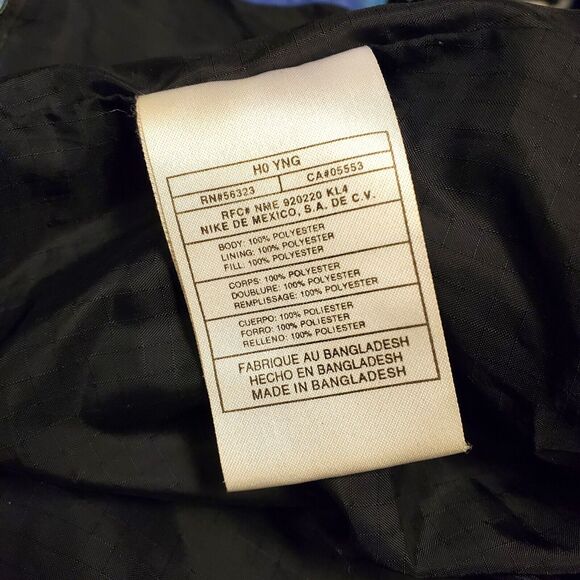 HO YNG
RN#56323 CA#05553
RFC# NME 920220 KL4
NIKE DE MEXICO, S.A. DE C.V.
BODY: 100% POLYESTER
LINING: 100% POLYESTER
FILL: 100% POLYESTER
CORPS: 100% POLYESTER
DOUBLURE: 100% POLYESTER
REMPLISSAGE: 100% POLYESTER
CUERPO: 100% POLIESTER
FORRO: 100% POLIESTER
RELLENO: 100% POLIESTER
FABRIQUE AU BANGLADESH
HECHO EN BANGLADESH
MADE IN BANGLADESH